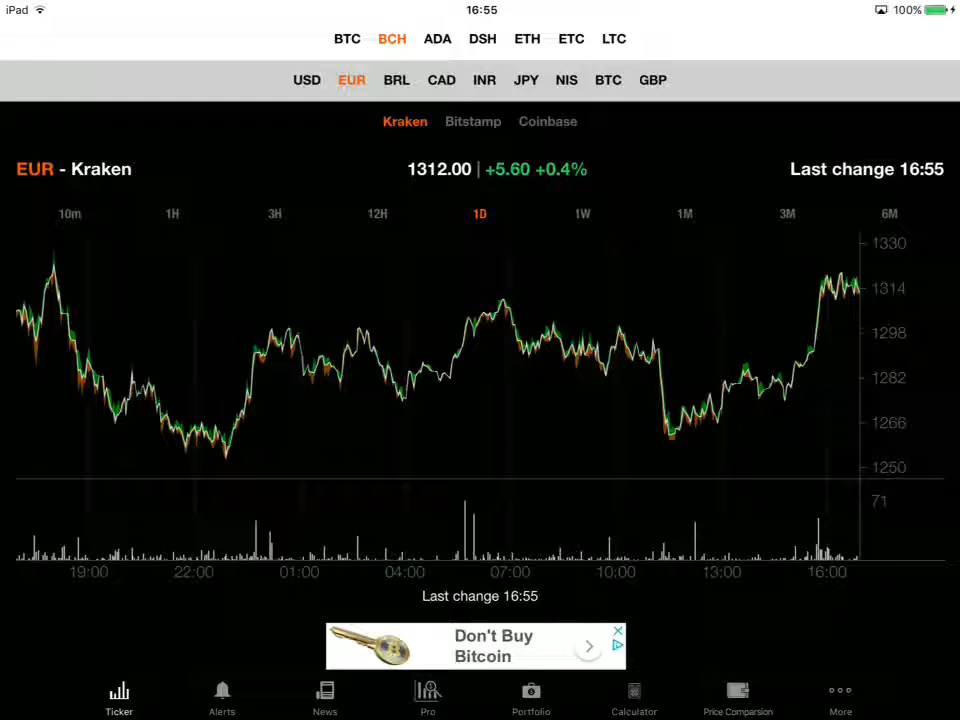 iPad 16:55 100%
BTC BCH ADA DSH ETH ETC LTC
USD EUR BRL CAD INR JPY NIS BTC GBP
Kraken Bitstamp Coinbase
EUR - Kraken 1312.00 | +5.60 +0.4% Last change 16:55
10m 1H 3H 12H 1D 1W 1M 3M 6M
1330
1314
1298
1282
1266
1250
71
19:00 22:00 01:00 04:00 07:00 10:00 13:00 16:00
Last change 16:55
Don't Buy
Bitcoin
Ticker Alerts News Pro Portfolio Calculator Price Comparsion More